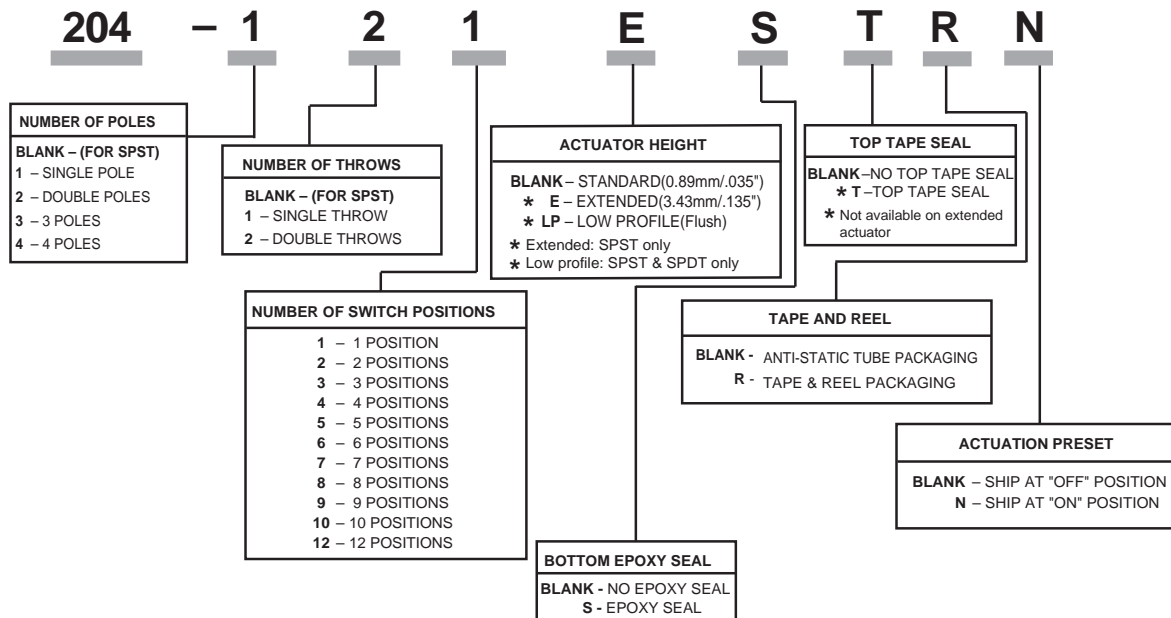 204 – 1 2 1 E S T R N
NUMBER OF POLES
BLANK – (FOR SPST)
1 – SINGLE POLE
2 – DOUBLE POLES
3 – 3 POLES
4 – 4 POLES
NUMBER OF THROWS
BLANK – (FOR SPST)
1 – SINGLE THROW
2 – DOUBLE THROWS
NUMBER OF SWITCH POSITIONS
1 – 1 POSITION
2 – 2 POSITIONS
3 – 3 POSITIONS
4 – 4 POSITIONS
5 – 5 POSITIONS
6 – 6 POSITIONS
7 – 7 POSITIONS
8 – 8 POSITIONS
9 – 9 POSITIONS
10 – 10 POSITIONS
12 – 12 POSITIONS
ACTUATOR HEIGHT
BLANK – STANDARD(0.89mm/.035")
* E – EXTENDED(3.43mm/.135")
* LP – LOW PROFILE(Flush)
* Extended: SPST only
* Low profile: SPST & SPDT only
BOTTOM EPOXY SEAL
BLANK - NO EPOXY SEAL
S - EPOXY SEAL
TOP TAPE SEAL
BLANK –NO TOP TAPE SEAL
* T –TOP TAPE SEAL
* Not available on extended
actuator
TAPE AND REEL
BLANK - ANTI-STATIC TUBE PACKAGING
R - TAPE & REEL PACKAGING
ACTUATION PRESET
BLANK – SHIP AT "OFF" POSITION
N – SHIP AT "ON" POSITION